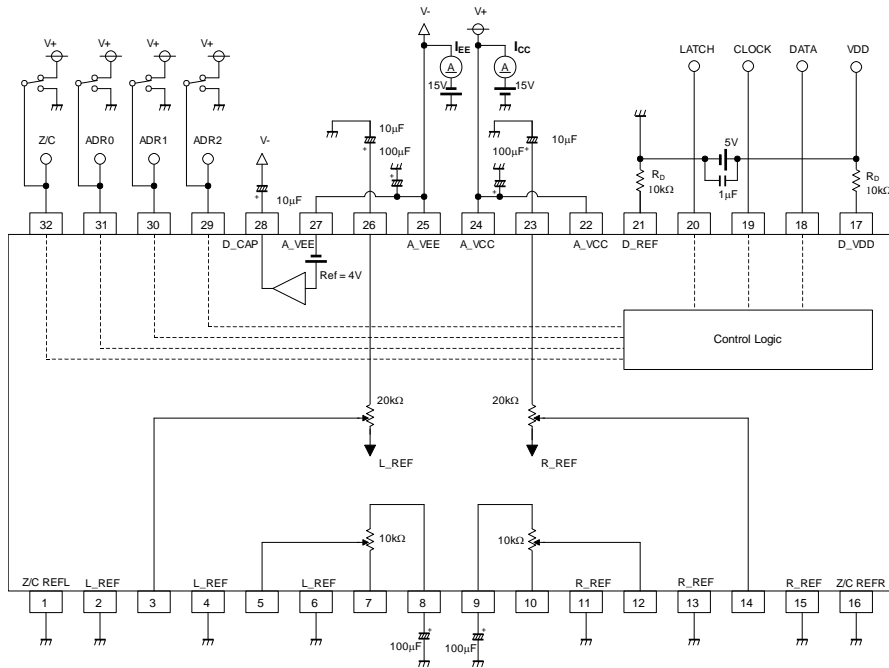 V- V+
I_EE I_CC
V+ V+ V+ V+
LATCH CLOCK DATA VDD
A A
15V 15V
10μF 10μF
100μF 100μF
5V
Z/C ADR0 ADR1 ADR2 V-
R_D
10kΩ
1μF
R_D
10kΩ
10μF
+ + + + +
32 31 30 29 28 27 26 25 24 23 22 21 20 19 18 17
D_CAP A_VEE A_VEE A_VCC A_VCC D_REF D_VDD
Ref = 4V
Control Logic
20kΩ 20kΩ
L_REF R_REF
10kΩ 10kΩ
Z/C REFL L_REF L_REF L_REF R_REF R_REF R_REF Z/C REFR
1 2 3 4 5 6 7 8 9 10 11 12 13 14 15 16
+ +
100μF 100μF